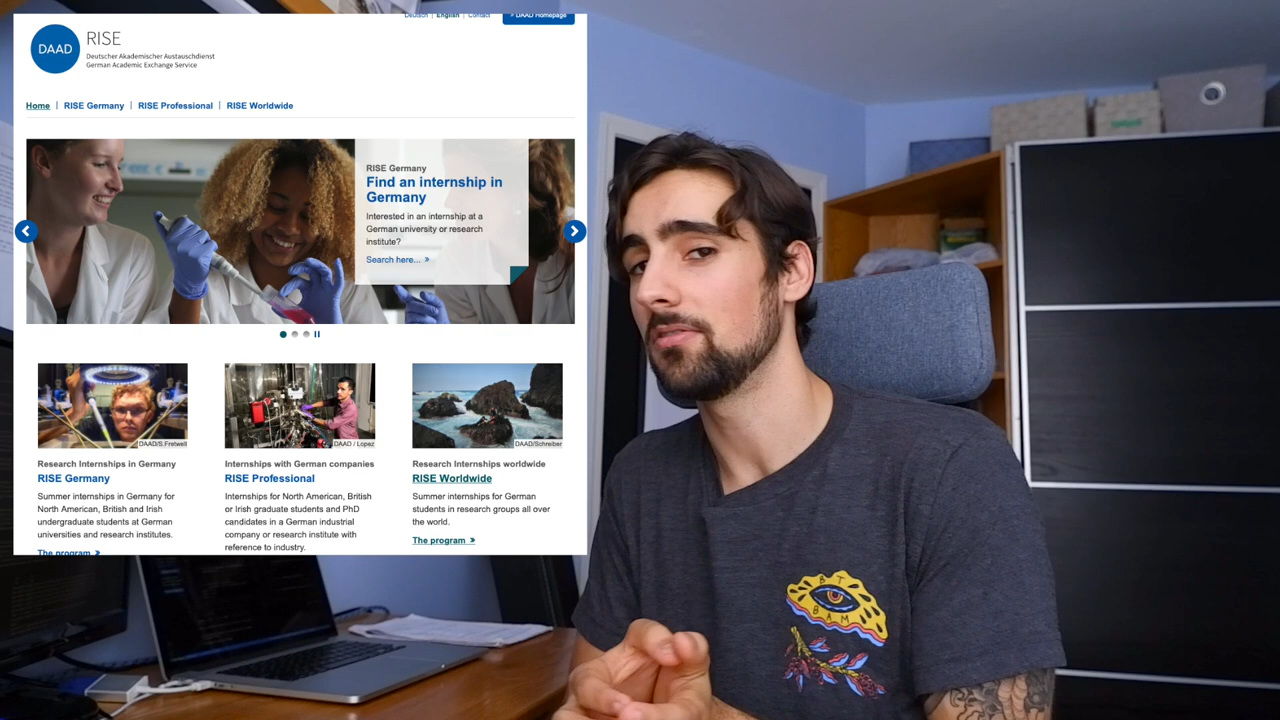 Deutsch | English | Contact
» DAAD Homepage
DAAD
RISE
Deutscher Akademischer Austauschdienst
German Academic Exchange Service
Home | RISE Germany | RISE Professional | RISE Worldwide
RISE Germany
Find an internship in
Germany
Interested in an internship at a
German university or research
institute?
Search here... »
DAAD/S.Fretwell
DAAD / Lopez
DAAD/Schreiber
Research Internships in Germany
RISE Germany
Summer internships in Germany for
North American, British and Irish
undergraduate students at German
universities and research institutes.
The program »
Internships with German companies
RISE Professional
Internships for North American, British
or Irish graduate students and PhD
candidates in a German industrial
company or research institute with
reference to industry.
Research Internships worldwide
RISE Worldwide
Summer internships for German
students in research groups all over
the world.
The program »
BT
BAM